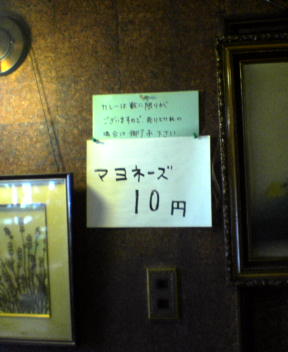 カレーは数に限りが
ございますので、売り切れの
場合は御了承下さい
マヨネーズ
10円